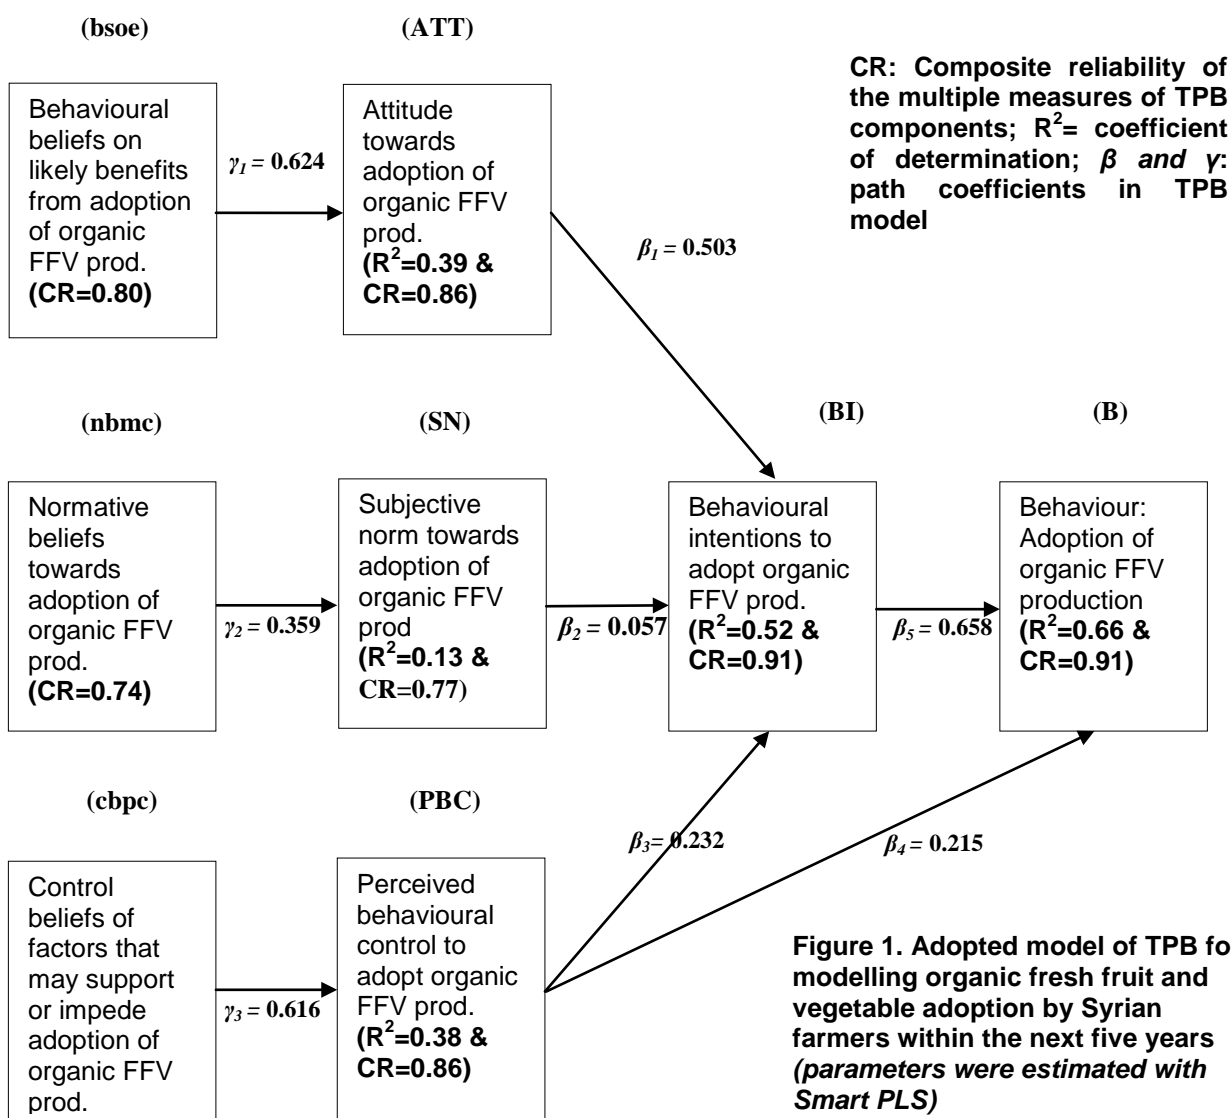 (bsoe)
(ATT)
CR: Composite reliability of
the multiple measures of TPB
components; R²= coefficient
of determination; β and γ:
path coefficients in TPB
model
Behavioural
beliefs on
likely benefits
from adoption
of organic
FFV prod.
(CR=0.80)
γ₁ = 0.624
Attitude
towards
adoption of
organic FFV
prod.
(R²=0.39 &
CR=0.86)
β₁ = 0.503
(nbmc)
(SN)
(BI)
(B)
Normative
beliefs
towards
adoption of
organic FFV
prod.
(CR=0.74)
γ₂ = 0.359
Subjective
norm towards
adoption of
organic FFV
prod
(R²=0.13 &
CR=0.77)
β₂ = 0.057
Behavioural
intentions to
adopt organic
FFV prod.
(R²=0.52 &
CR=0.91)
β₅ = 0.658
Behaviour:
Adoption of
organic FFV
production
(R²=0.66 &
CR=0.91)
(cbpc)
(PBC)
β₃= 0.232
β₄ = 0.215
Control
beliefs of
factors that
may support
or impede
adoption of
organic FFV
prod.
γ₃ = 0.616
Perceived
behavioural
control to
adopt organic
FFV prod.
(R²=0.38 &
CR=0.86)
Figure 1. Adopted model of TPB fo
modelling organic fresh fruit and
vegetable adoption by Syrian
farmers within the next five years
(parameters were estimated with
Smart PLS)